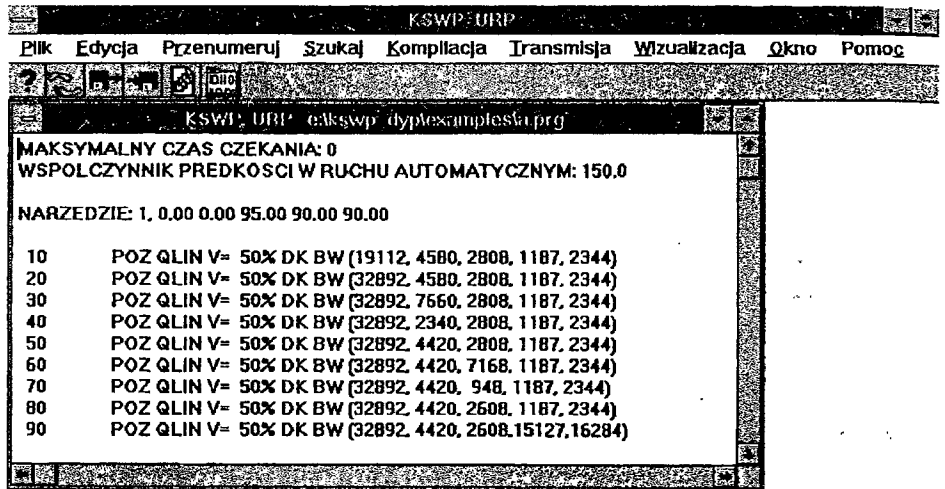 KSWP-URP
Plik Edycja Przenumeruj Szukaj Kompilacja Transmisja Wizualizacja Okno Pomoc
KSWP_URP e:\kswp_dyp\examples\a.prg
MAKSYMALNY CZAS CZEKANIA: 0
WSPOLCZYNNIK PREDKOSCI W RUCHU AUTOMATYCZNYM: 150.0
NARZEDZIE: 1, 0.00 0.00 95.00 90.00 90.00
10 POZ QLIN V= 50% DK BW (19112, 4580, 2808, 1187, 2344)
20 POZ QLIN V= 50% DK BW (32892, 4580, 2808, 1187, 2344)
30 POZ QLIN V= 50% DK BW (32892, 7660, 2808, 1187, 2344)
40 POZ QLIN V= 50% DK BW (32892, 2340, 2808, 1187, 2344)
50 POZ QLIN V= 50% DK BW (32892, 4420, 2808, 1187, 2344)
60 POZ QLIN V= 50% DK BW (32892, 4420, 7168, 1187, 2344)
70 POZ QLIN V= 50% DK BW (32892, 4420, 948, 1187, 2344)
80 POZ QLIN V= 50% DK BW (32892, 4420, 2608, 1187, 2344)
90 POZ QLIN V= 50% DK BW (32892, 4420, 2608,15127,16284)